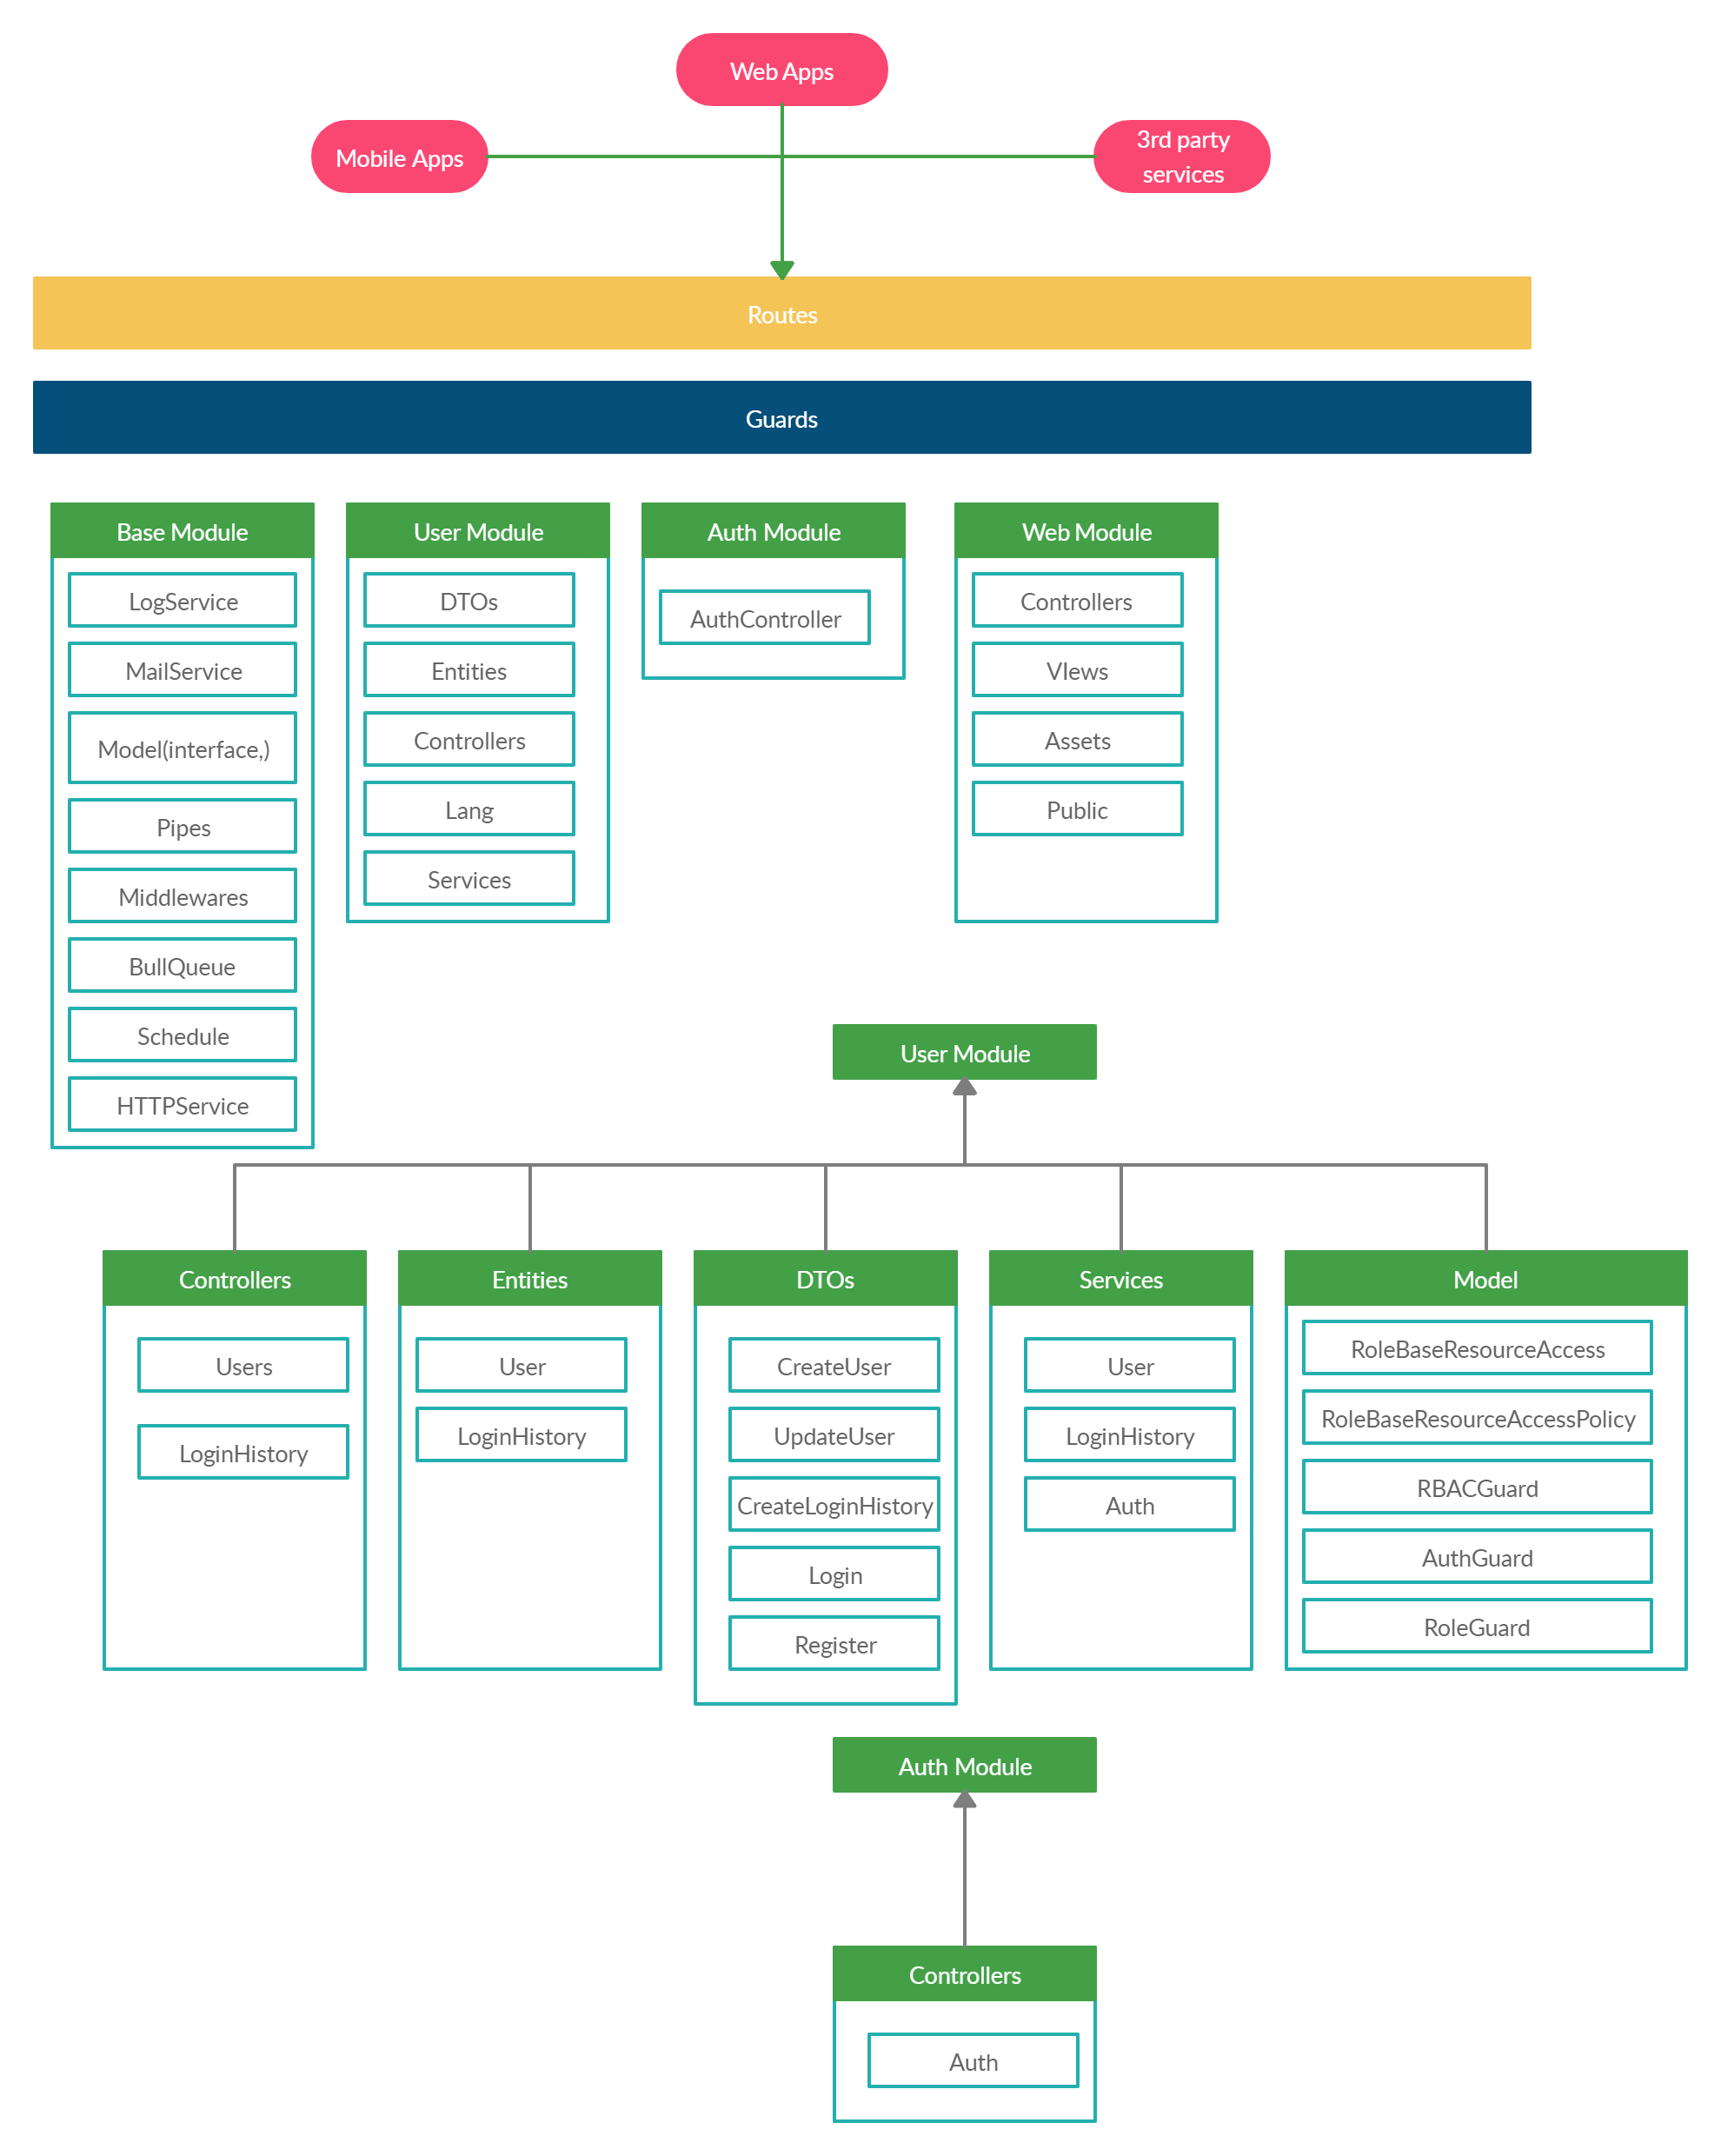 Web Apps
Mobile Apps
3rd party
services
Routes
Guards
Base Module
LogService
MailService
Model(interface,)
Pipes
Middlewares
BullQueue
Schedule
HTTPService
User Module
DTOs
Entities
Controllers
Lang
Services
Auth Module
AuthController
Web Module
Controllers
VIews
Assets
Public
User Module
Controllers
Users
LoginHistory
Entities
User
LoginHistory
DTOs
CreateUser
UpdateUser
CreateLoginHistory
Login
Register
Services
User
LoginHistory
Auth
Model
RoleBaseResourceAccess
RoleBaseResourceAccessPolicy
RBACGuard
AuthGuard
RoleGuard
Auth Module
Controllers
Auth